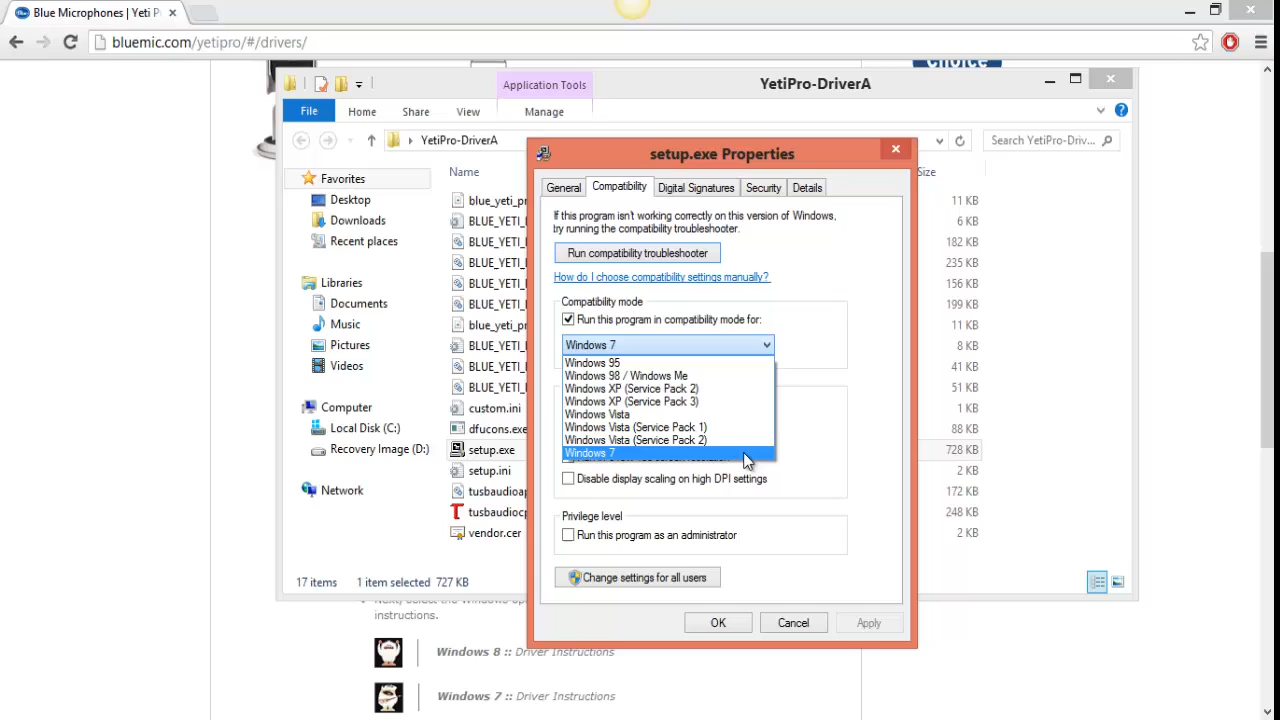 Blue Microphones | Yeti P
bluemic.com/yetipro/#/drivers/
Choice
Application Tools
YetiPro-DriverA
File
Home
Share
View
Manage
YetiPro-DriverA
Search YetiPro-Driv...
Favorites
Desktop
Downloads
Recent places
Libraries
Documents
Music
Pictures
Videos
Computer
Local Disk (C:)
Recovery Image (D:)
Network
Name
Size
blue_yeti_pr
11 KB
BLUE_YETI_
6 KB
BLUE_YETI_
182 KB
BLUE_YETI_
235 KB
BLUE_YETI_
156 KB
BLUE_YETI_
199 KB
blue_yeti_pr
11 KB
BLUE_YETI_
8 KB
BLUE_YETI_
41 KB
BLUE_YETI_
51 KB
custom.ini
1 KB
dfucons.exe
88 KB
setup.exe
728 KB
setup.ini
2 KB
tusbaudioa
172 KB
tusbaudiocp
248 KB
vendor.cer
2 KB
17 items
1 item selected 727 KB
setup.exe Properties
General
Compatibility
Digital Signatures
Security
Details
If this program isn't working correctly on this version of Windows,
try running the compatibility troubleshooter.
Run compatibility troubleshooter
How do I choose compatibility settings manually?
Compatibility mode
Run this program in compatibility mode for:
Windows 7
Windows 95
Windows 98 / Windows Me
Windows XP (Service Pack 2)
Windows XP (Service Pack 3)
Windows Vista
Windows Vista (Service Pack 1)
Windows Vista (Service Pack 2)
Windows 7
Disable display scaling on high DPI settings
Privilege level
Run this program as an administrator
Change settings for all users
OK
Cancel
Apply
instructions.
Windows 8 :: Driver Instructions
Windows 7 :: Driver Instructions